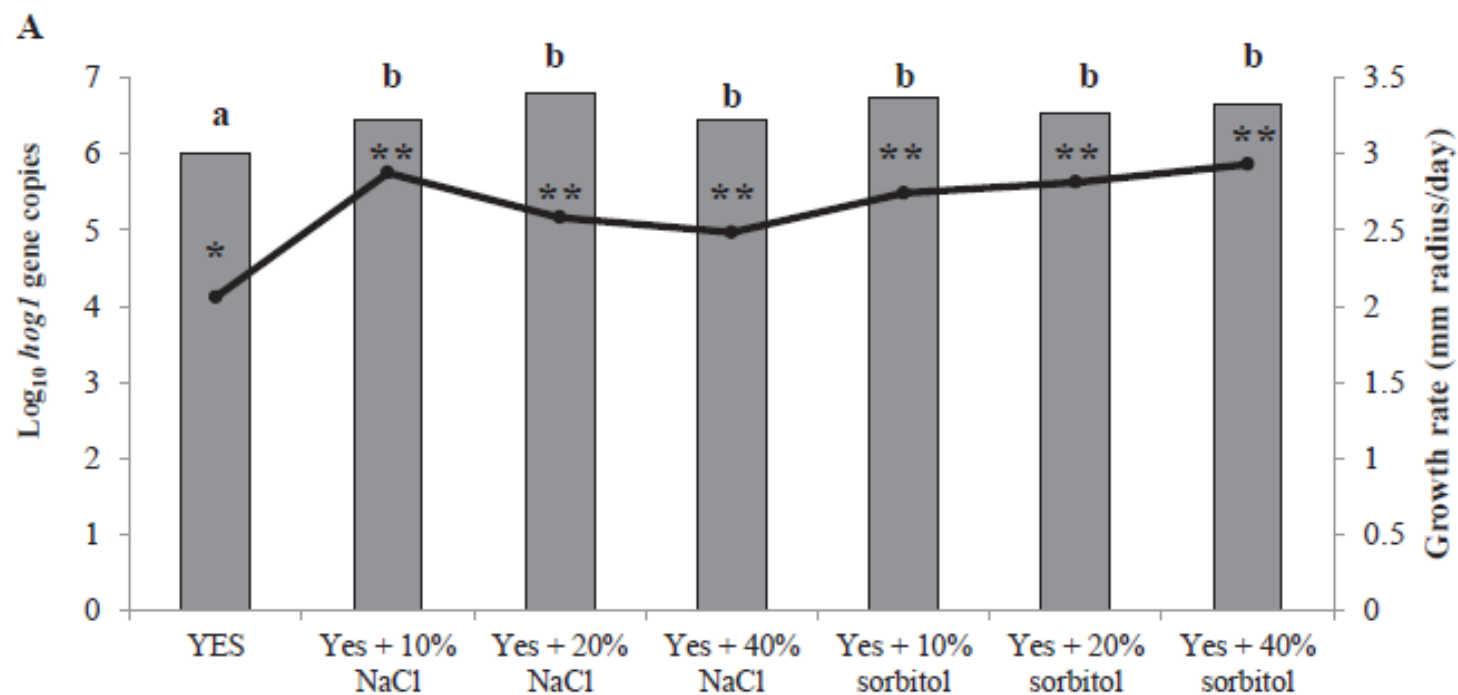 A
Log10 hog1 gene copies
7
6
5
4
3
2
1
0
a
b
b
b
b
b
b
*
**
**
**
**
**
**
3.5
3
2.5
2
1.5
1
0.5
0
Growth rate (mm radius/day)
YES
Yes + 10%
NaCl
Yes + 20%
NaCl
Yes + 40%
NaCl
Yes + 10%
sorbitol
Yes + 20%
sorbitol
Yes + 40%
sorbitol